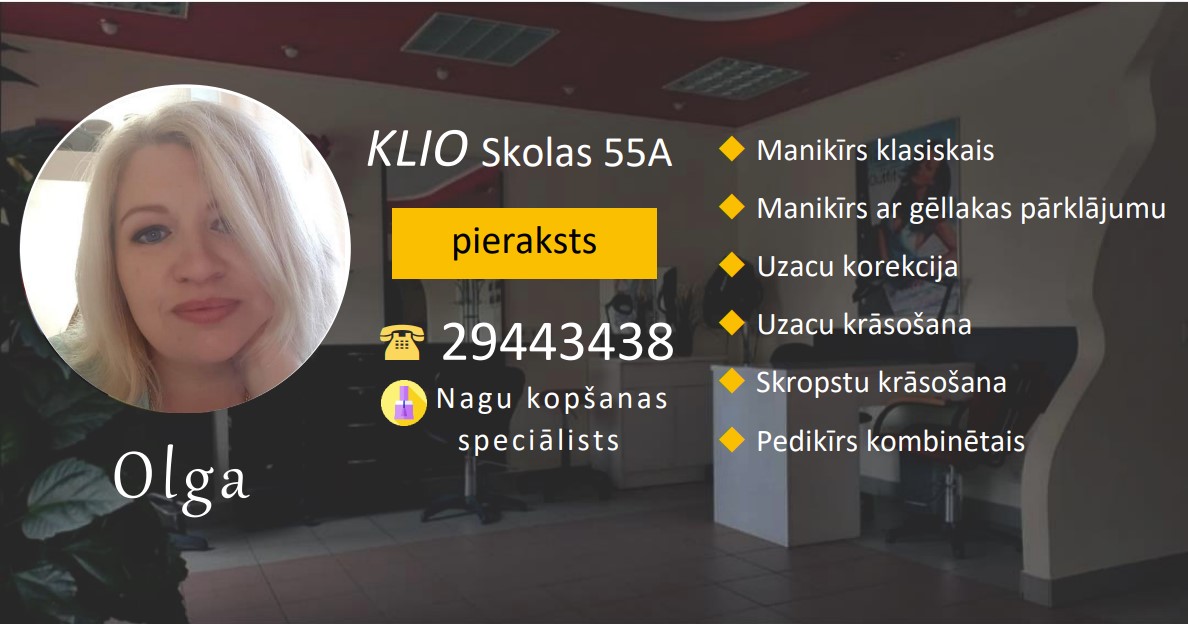 KLIO Skolas 55A
pieraksts
29443438
Nagu kopšanas
speciālists
Olga
Manikīrs klasiskais
Manikīrs ar gēllakas pārklājumu
Uzacu korekcija
Uzacu krāsošana
Skropstu krāsošana
Pedikīrs kombinētais